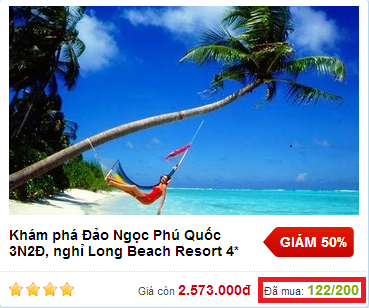 Khám phá Đảo Ngọc Phú Quốc
3N2Đ, nghỉ Long Beach Resort 4*
GIẢM 50%
Giá còn 2.573.000đ
Đã mua: 122/200